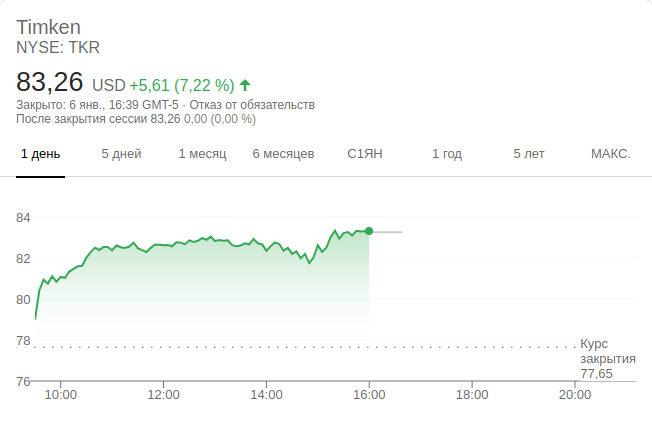 Timken
NYSE: TKR
83,26 USD +5,61 (7,22 %)
Закрыто: 6 янв., 16:39 GMT-5 · Отказ от обязательств
После закрытия сессии 83,26 0,00 (0,00 %)
1 день 5 дней 1 месяц 6 месяцев С1ЯН 1 год 5 лет МАКС.
84
82
80
78
Курс
закрытия
77,65
76
10:00 12:00 14:00 16:00 18:00 20:00